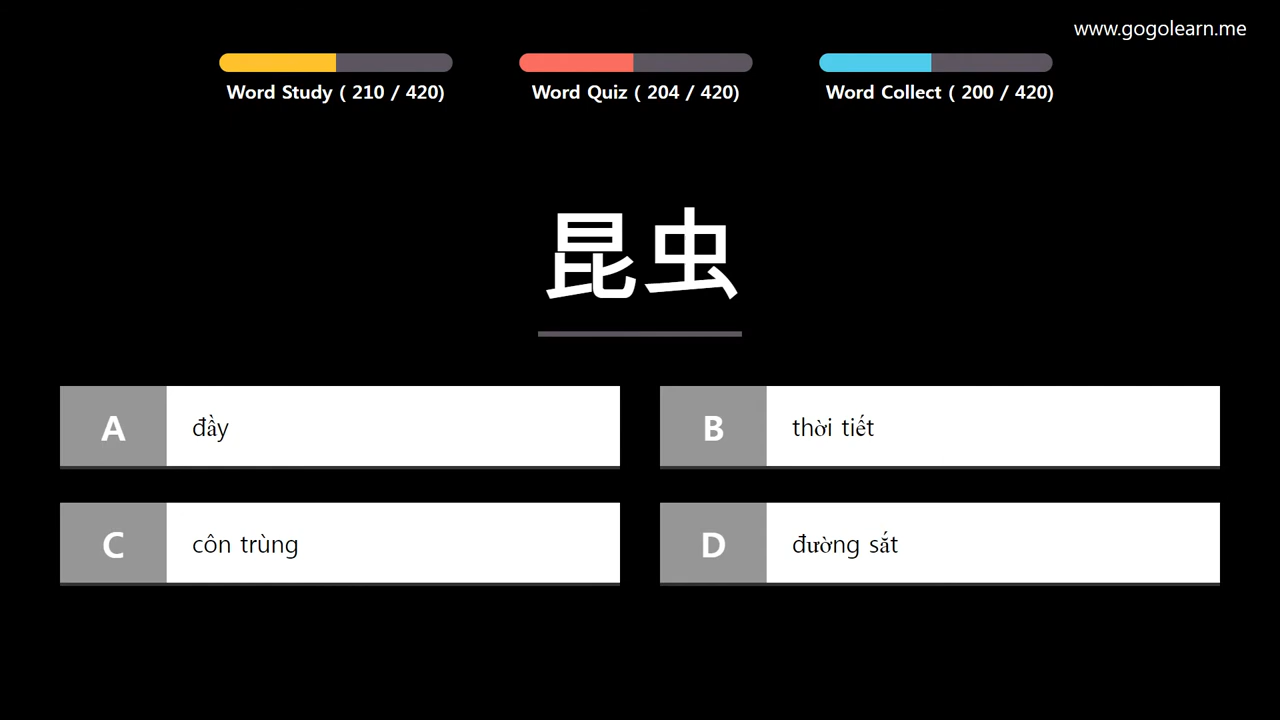 www.gogolearn.me
Word Study ( 210 / 420)
Word Quiz ( 204 / 420)
Word Collect ( 200 / 420)
昆虫
A đầy
B thời tiết
C côn trùng
D đường sắt